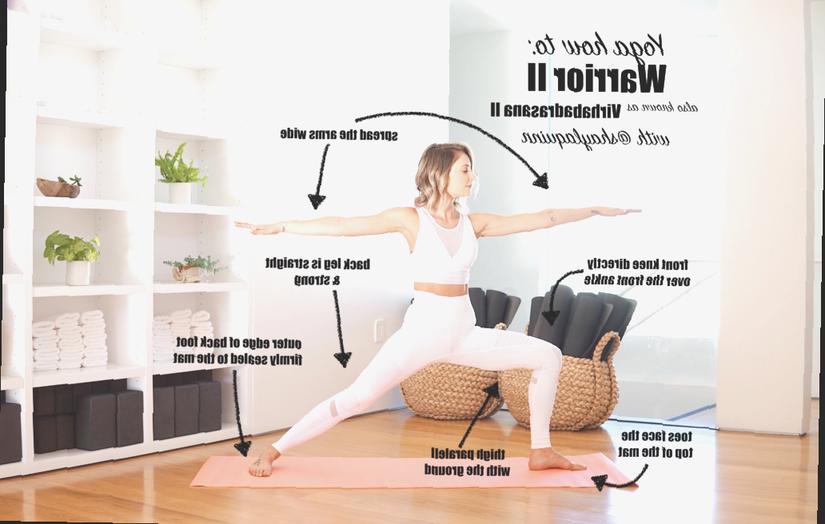 Yoga how to:
Warrior II
also known as Virhabadrasana II
with @shaylaquinn
spread the arms wide
back leg is straight
& strong
front knee directly
over the front ankle
outer edge of back foot
firmly sealed to the mat
thigh paralell
with the ground
toes face the
top of the mat